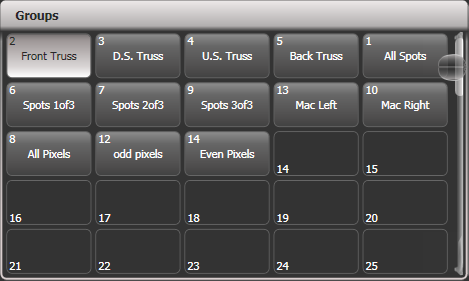 Groups
2 3 4 5 1
Front Truss D.S. Truss U.S. Truss Back Truss All Spots
6 7 9 13 10
Spots 1of3 Spots 2of3 Spots 3of3 Mac Left Mac Right
8 12 14
All Pixels odd pixels Even Pixels
14 15
16 17 18 19 20
21 22 23 24 25